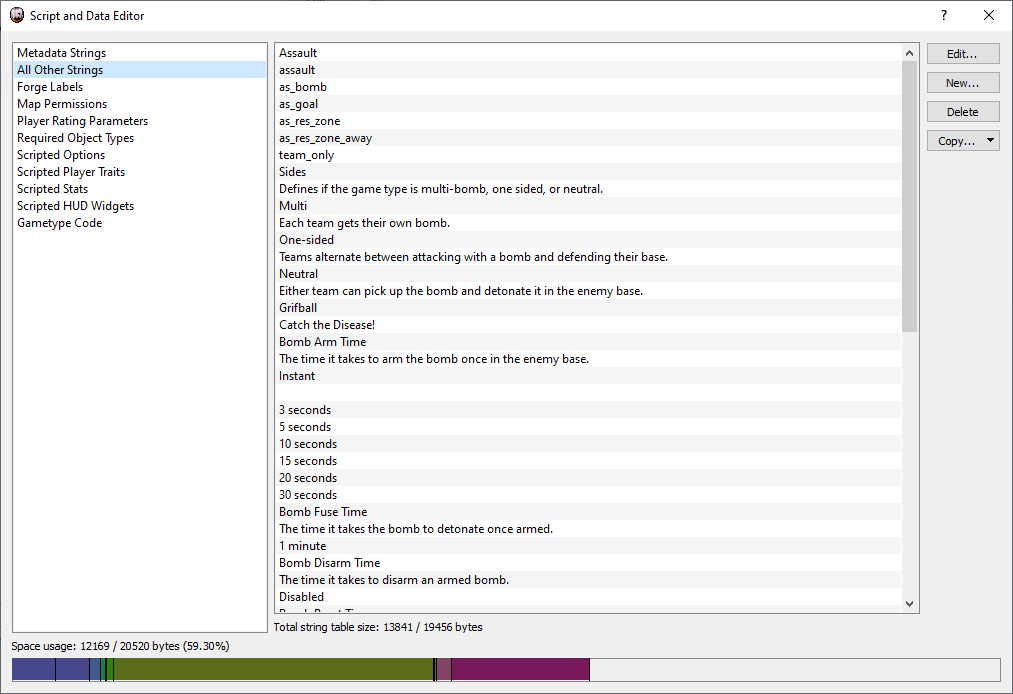 Script and Data Editor
?
Metadata Strings
All Other Strings
Forge Labels
Map Permissions
Player Rating Parameters
Required Object Types
Scripted Options
Scripted Player Traits
Scripted Stats
Scripted HUD Widgets
Gametype Code
Assault
assault
as_bomb
as_goal
as_res_zone
as_res_zone_away
team_only
Sides
Defines if the game type is multi-bomb, one sided, or neutral.
Multi
Each team gets their own bomb.
One-sided
Teams alternate between attacking with a bomb and defending their base.
Neutral
Either team can pick up the bomb and detonate it in the enemy base.
Grifball
Catch the Disease!
Bomb Arm Time
The time it takes to arm the bomb once in the enemy base.
Instant
3 seconds
5 seconds
10 seconds
15 seconds
20 seconds
30 seconds
Bomb Fuse Time
The time it takes the bomb to detonate once armed.
1 minute
Bomb Disarm Time
The time it takes to disarm an armed bomb.
Disabled
Edit...
New...
Delete
Copy...
Total string table size: 13841 / 19456 bytes
Space usage: 12169 / 20520 bytes (59.30%)